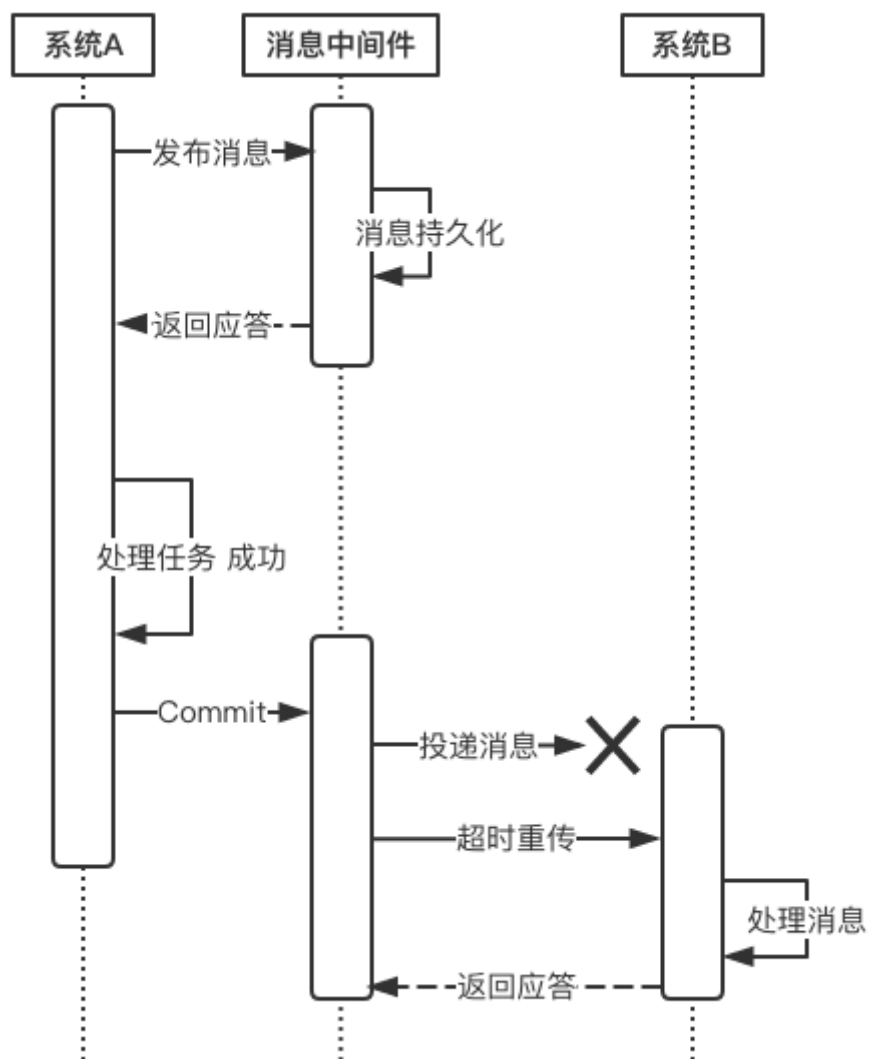 系统A
消息中间件
系统B
发布消息
消息持久化
返回应答
处理任务 成功
Commit
投递消息
超时重传
处理消息
返回应答